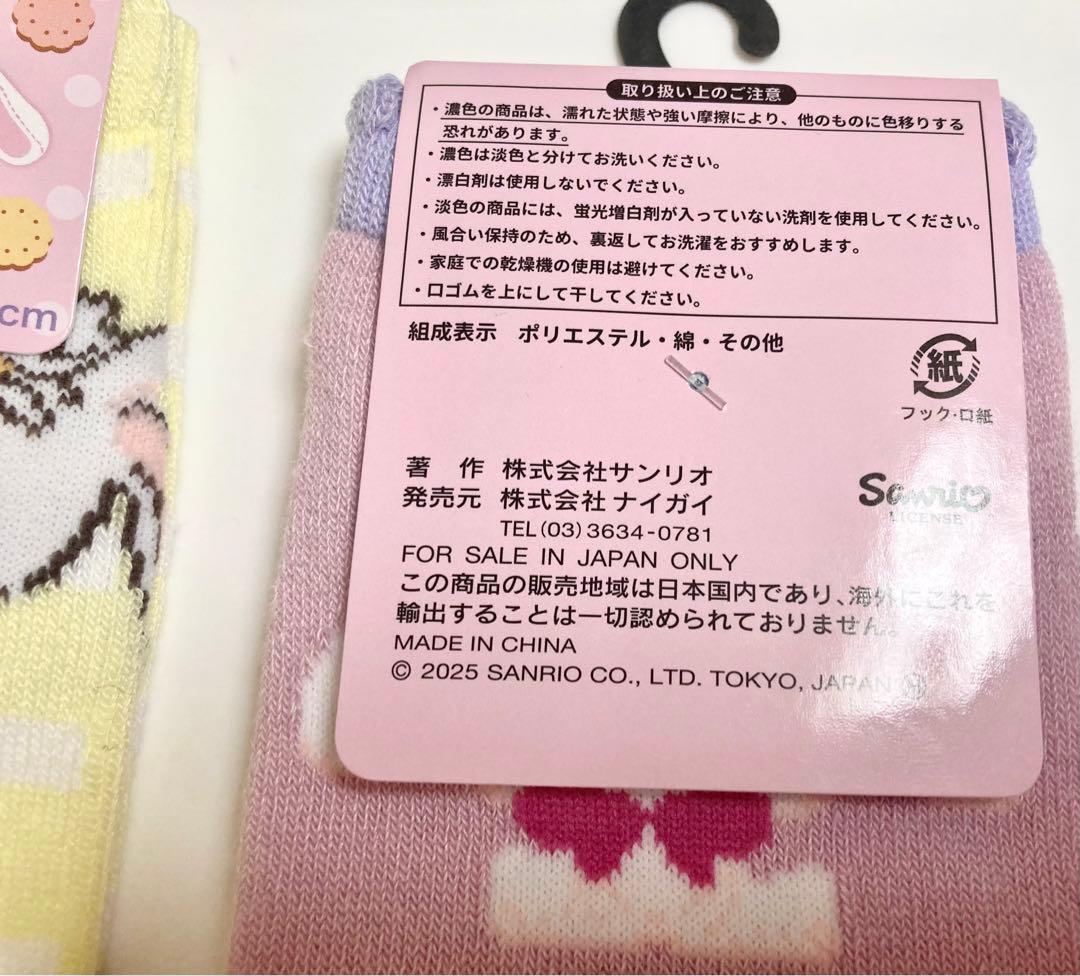 取り扱い上のご注意
・濃色の商品は、濡れた状態や強い摩擦により、他のものに色移りする
恐れがあります。
・濃色は淡色と分けてお洗いください。
・漂白剤は使用しないでください。
・淡色の商品には、蛍光増白剤が入っていない洗剤を使用してください。
・風合い保持のため、裏返してお洗濯をおすすめします。
・家庭での乾燥機の使用は避けてください。
・口ゴムを上にして干してください。
cm
組成表示 ポリエステル・綿・その他
紙
フック・口紙
著 作 株式会社サンリオ
発売元 株式会社 ナイガイ
TEL(03)3634-0781
Sanrio
LICENSE
FOR SALE IN JAPAN ONLY
この商品の販売地域は日本国内であり、海外にこれを
輸出することは一切認められておりません。
MADE IN CHINA
© 2025 SANRIO CO., LTD. TOKYO, JAPAN